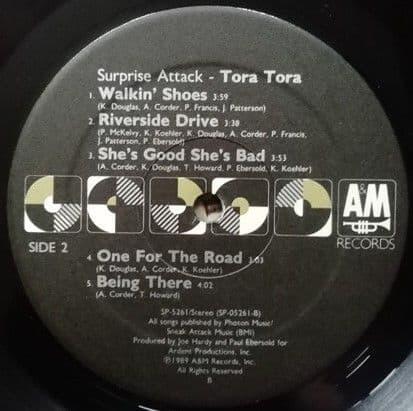 Surprise Attack - Tora Tora
1. Walkin' Shoes 3:59
(K. Douglas, A. Corder, P. Francis, J. Patterson)
2. Riverside Drive 3:38
(P. McKelvy, K. Koehler, K. Douglas, A. Corder, P. Francis,
J. Patterson, P. Ebersold)
3. She's Good She's Bad 3:53
(A. Corder, K. Douglas, T. Howard, P. Ebersold, K. Koehler)
A&M
RECORDS
SIDE 2
4. One For The Road 1:03
(K. Douglas, A. Corder, K. Koehler)
5. Being There 4:02
(A. Corder, T. Howard)
SP-5261/Stereo (SP-05261-B)
All songs published by Photon Music/
Sneak Attack Music (BMI)
Produced by Joe Hardy and Paul Ebersold for
Ardent Productions, Inc.
©1989 A&M Records, Inc.
All Rights Reserved
B